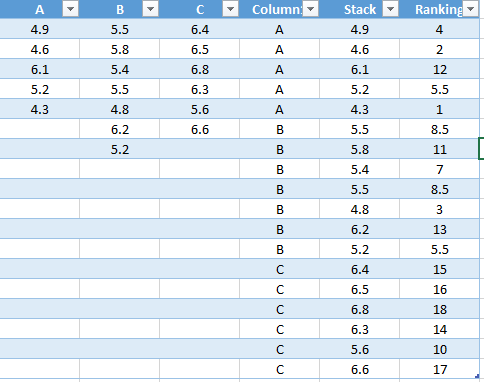 A B C Column1 Stack Ranking
4.9 5.5 6.4 A 4.9 4
4.6 5.8 6.5 A 4.6 2
6.1 5.4 6.8 A 6.1 12
5.2 5.5 6.3 A 5.2 5.5
4.3 4.8 5.6 A 4.3 1
6.2 6.6 B 5.5 8.5
5.2 B 5.8 11
B 5.4 7
B 5.5 8.5
B 4.8 3
B 6.2 13
B 5.2 5.5
C 6.4 15
C 6.5 16
C 6.8 18
C 6.3 14
C 5.6 10
C 6.6 17